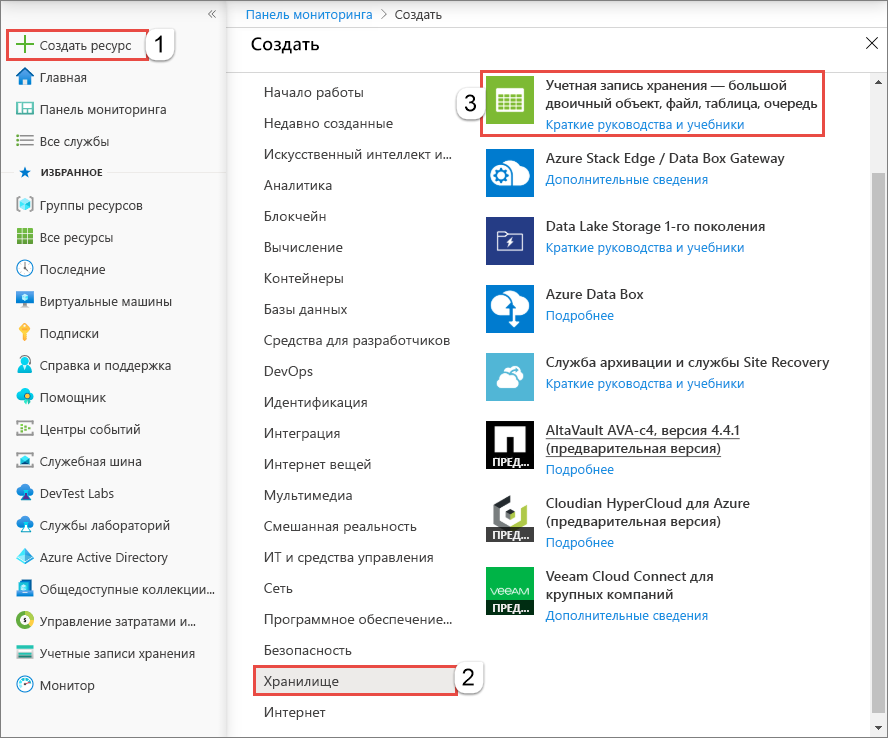 «
Панель мониторинга > Создать
Создать ресурс
1
Главная
Панель мониторинга
Все службы
ИЗБРАННОЕ
Группы ресурсов
Все ресурсы
Последние
Виртуальные машины
Подписки
Справка и поддержка
Помощник
Центры событий
Служебная шина
DevTest Labs
Службы лабораторий
Azure Active Directory
Общедоступные коллекции...
Управление затратами и...
Учетные записи хранения
Монитор
Создать
Начало работы
Недавно созданные
Искусственный интеллект и...
Аналитика
Блокчейн
Вычисление
Контейнеры
Базы данных
Средства для разработчиков
DevOps
Идентификация
Интеграция
Интернет вещей
Мультимедиа
Смешанная реальность
ИТ и средства управления
Сеть
Программное обеспечение...
Безопасность
Хранилище
2
Интернет
3
Учетная запись хранения — большой
двоичный объект, файл, таблица, очередь
Краткие руководства и учебники
Azure Stack Edge / Data Box Gateway
Дополнительные сведения
Data Lake Storage 1-го поколения
Краткие руководства и учебники
Azure Data Box
Подробнее
Служба архивации и службы Site Recovery
Краткие руководства и учебники
ПРЕД...
AltaVault AVA-c4, версия 4.4.1
(предварительная версия)
Подробнее
ПРЕД...
Cloudian HyperCloud для Azure
(предварительная версия)
Подробнее
veeam
ПРЕД...
Veeam Cloud Connect для
крупных компаний
Дополнительные сведения